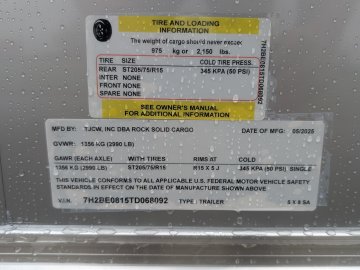 TIRE AND LOADING
INFORMATION
The weight of cargo should never exceed
975 kg or 2,150 lbs.
TIRE SIZE COLD TIRE PRESS.
REAR ST205/75/R15 345 KPA (50 PSI)
INTER NONE
FRONT NONE
SPARE NONE
SEE OWNER'S MANUAL
FOR ADDITIONAL INFORMATION
7H2BE0815TD068092
MFD BY: TJCW, INC DBA ROCK SOLID CARGO DATE OF MFG: 05/2025
GVWR: 1356 KG (2990 LB)
GAWR (EACH AXLE) WITH TIRES RIMS AT COLD
1356 KG (2990 LB) ST205/75/R15 R15 X 5 J 345 KPA (50 PSI) SINGLE
THIS VEHICLE CONFORMS TO ALL APPLICABLE U.S. FEDERAL MOTOR VEHICLE SAFETY
STANDARDS IN EFFECT ON THE DATE OF MANUFACTURE SHOWN ABOVE.
V.I.N. 7H2BE0815TD068092 TYPE: TRAILER 5 X 8 SA